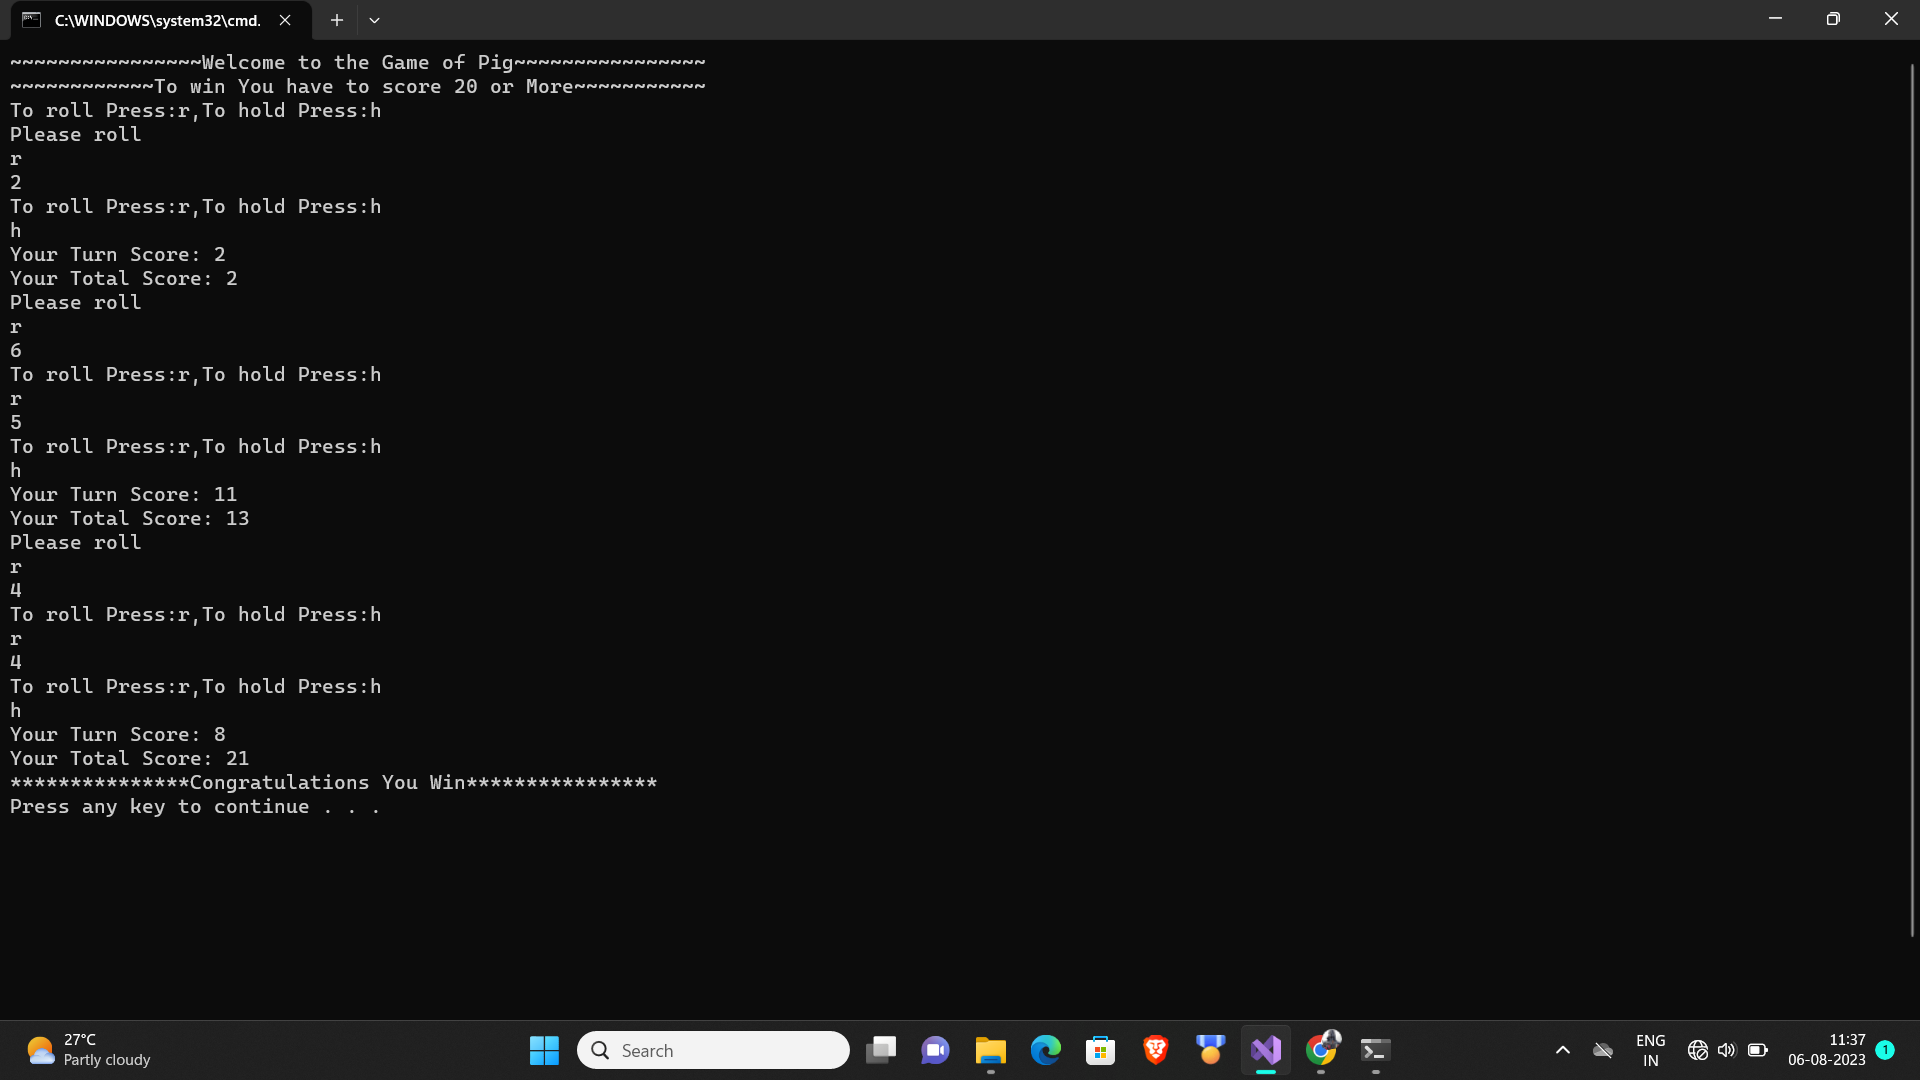 C:\WINDOWS\system32\cmd.
~~~~~~~~~~~~~~~~Welcome to the Game of Pig~~~~~~~~~~~~~~~~
~~~~~~~~~~~~To win You have to score 20 or More~~~~~~~~~~~
To roll Press:r,To hold Press:h
Please roll
r
2
To roll Press:r,To hold Press:h
h
Your Turn Score: 2
Your Total Score: 2
Please roll
r
6
To roll Press:r,To hold Press:h
r
5
To roll Press:r,To hold Press:h
h
Your Turn Score: 11
Your Total Score: 13
Please roll
r
4
To roll Press:r,To hold Press:h
r
4
To roll Press:r,To hold Press:h
h
Your Turn Score: 8
Your Total Score: 21
***************Congratulations You Win****************
Press any key to continue . . .
27°C
Partly cloudy
Search
ENG
IN
11:37
06-08-2023
1